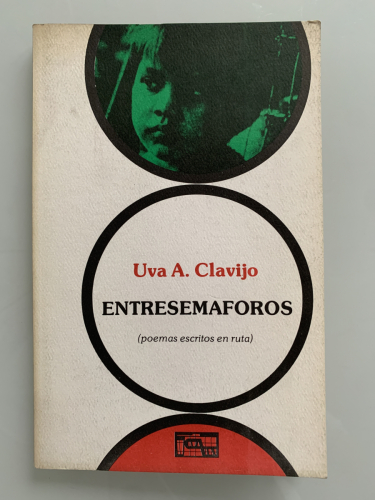 Uva A. Clavijo
ENTRESEMAFOROS
(poemas escritos en ruta)